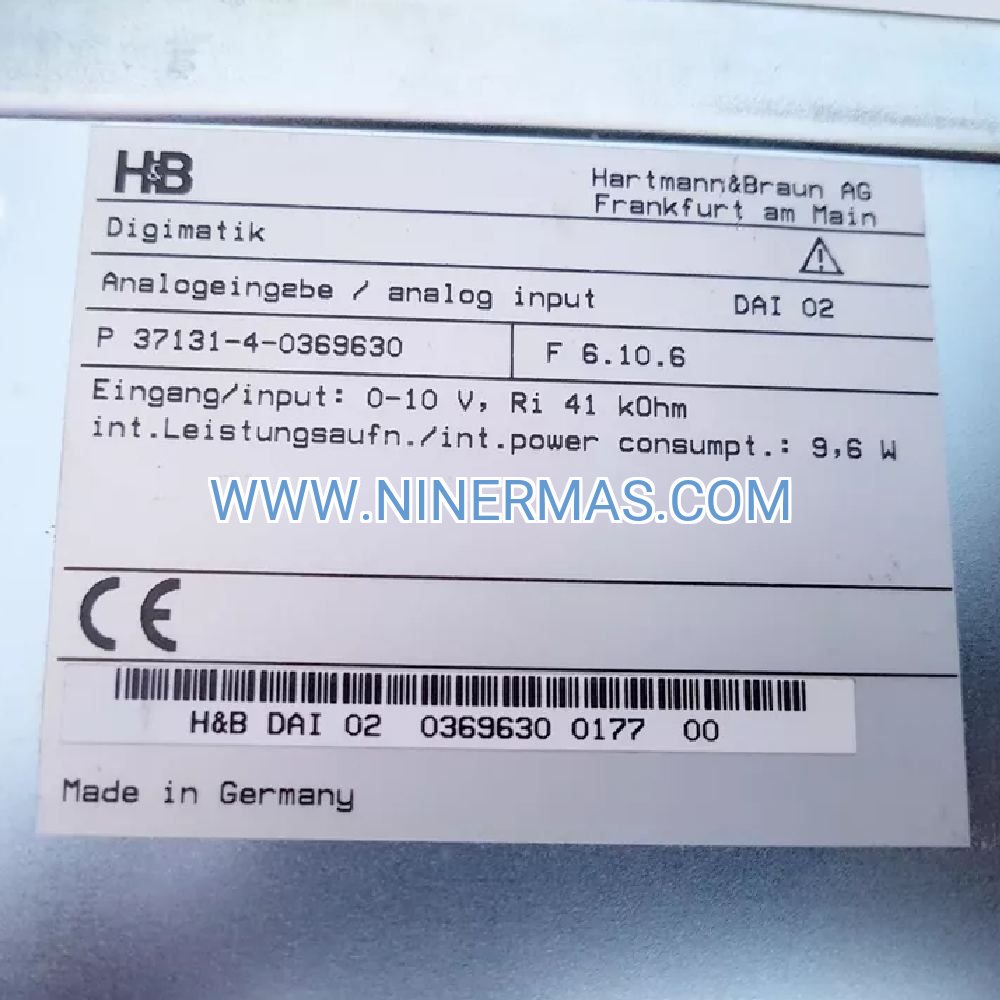 H&B
Hartmann&Braun AG
Frankfurt am Main
Digimatik
Analogeingabe / analog input DAI 02
P 37131-4-0369630 F 6.10.6
Eingang/input: 0-10 V, Ri 41 kOhm
int.Leistungsaufn./int.power consumpt.: 9,6 W
WWW.NINERMAS.COM
CE
H&B DAI 02 0369630 0177 00
Made in Germany